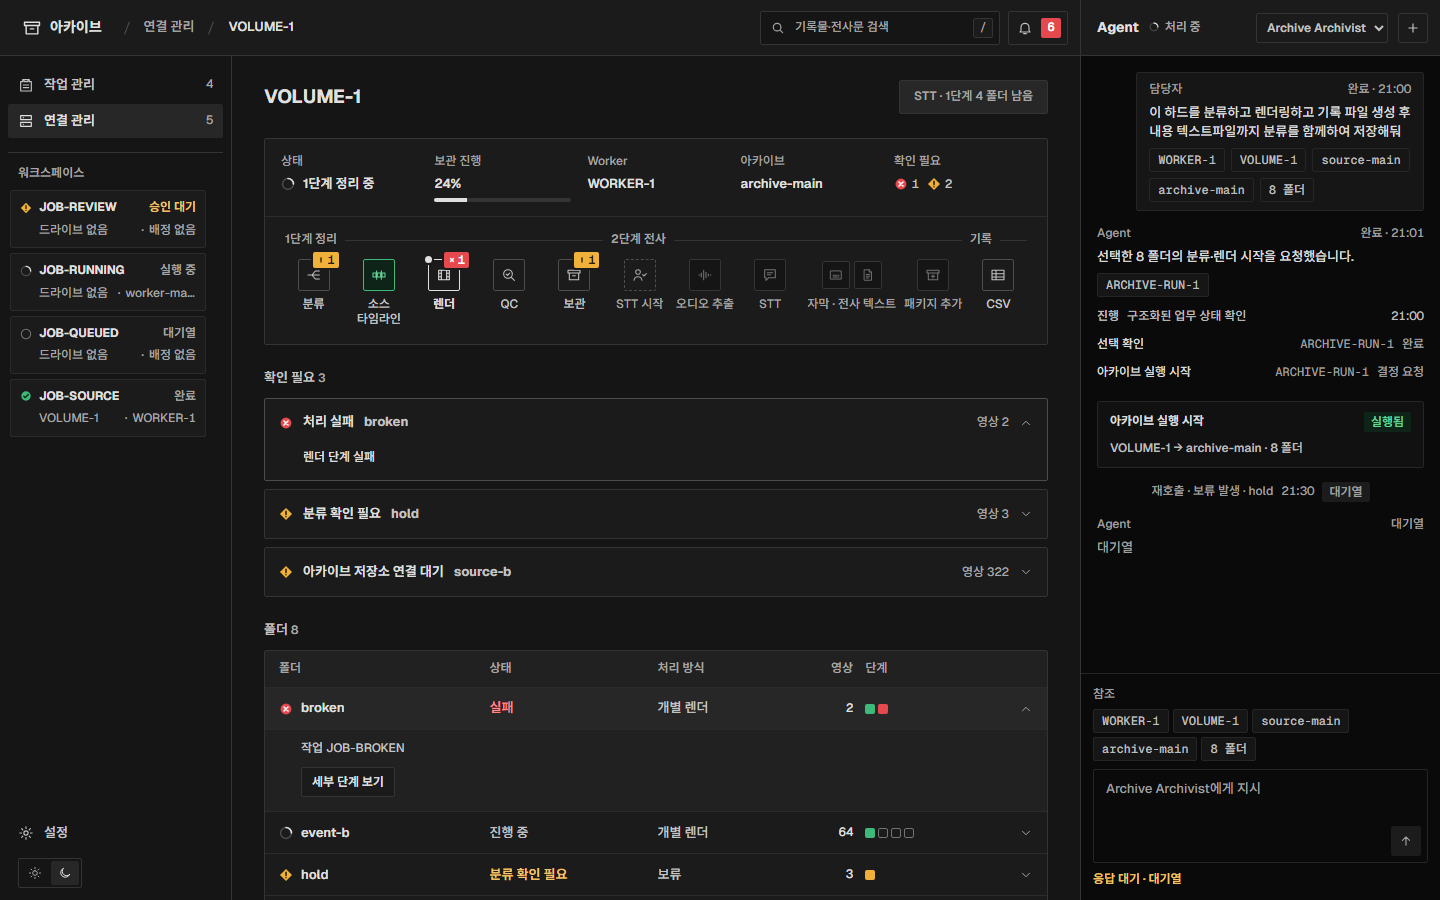 아카이브 / 연결 관리 / VOLUME-1
기록물·전사문 검색 /
6
Agent 처리 중
Archive Archivist
+
작업 관리 4
연결 관리 5
워크스페이스
JOB-REVIEW 승인 대기
드라이브 없음 · 배정 없음
JOB-RUNNING 실행 중
드라이브 없음 · worker-ma…
JOB-QUEUED 대기열
드라이브 없음 · 배정 없음
JOB-SOURCE 완료
VOLUME-1 · WORKER-1
설정
VOLUME-1
STT · 1단계 4 폴더 남음
상태
1단계 정리 중
보관 진행
24%
Worker
WORKER-1
아카이브
archive-main
확인 필요
1 2
1단계 정리
2단계 전사
기록
1
분류
소스
타임라인
1
렌더
QC
1
보관
STT 시작
오디오 추출
STT
자막·전사 텍스트
패키지 추가
CSV
확인 필요 3
처리 실패 broken 영상 2
렌더 단계 실패
분류 확인 필요 hold 영상 3
아카이브 저장소 연결 대기 source-b 영상 322
폴더 8
폴더 상태 처리 방식 영상 단계
broken 실패 개별 렌더 2
작업 JOB-BROKEN
세부 단계 보기
event-b 진행 중 개별 렌더 64
hold 분류 확인 필요 보류 3
담당자 완료 · 21:00
이 하드를 분류하고 렌더링하고 기록 파일 생성 후
내용 텍스트파일까지 분류를 함께하여 저장해둬
WORKER-1 VOLUME-1 source-main
archive-main 8 폴더
Agent 완료 · 21:01
선택한 8 폴더의 분류·렌더 시작을 요청했습니다.
ARCHIVE-RUN-1
진행 구조화된 업무 상태 확인 21:00
선택 확인 ARCHIVE-RUN-1 완료
아카이브 실행 시작 ARCHIVE-RUN-1 결정 요청
아카이브 실행 시작 실행됨
VOLUME-1 → archive-main · 8 폴더
재호출 · 보류 발생 · hold 21:30 대기열
Agent 대기열
대기열
참조
WORKER-1 VOLUME-1 source-main
archive-main 8 폴더
Archive Archivist에게 지시
응답 대기 · 대기열